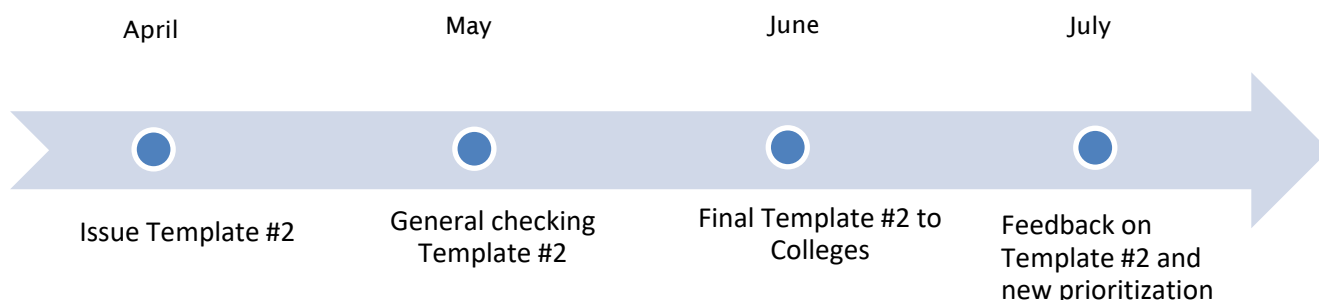 April
May
June
July
Issue Template #2
General checking
Template #2
Final Template #2 to
Colleges
Feedback on
Template #2 and
new prioritization